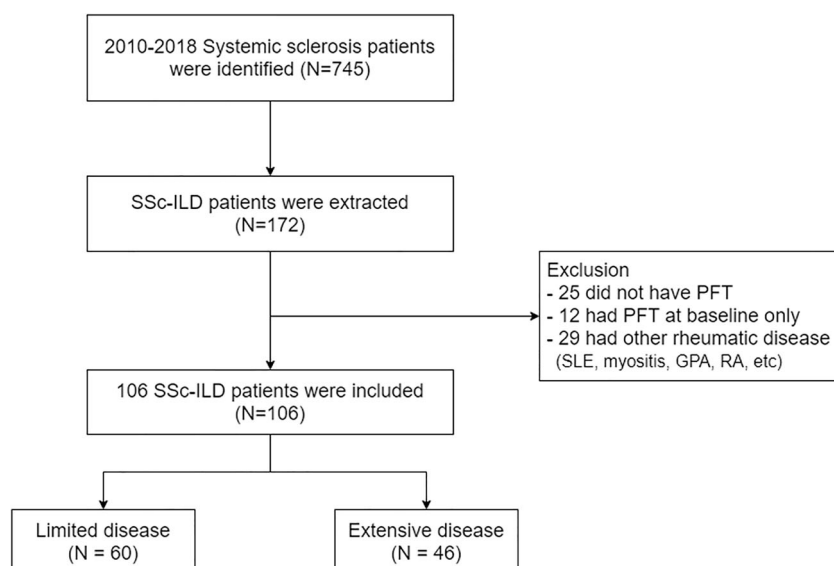 2010-2018 Systemic sclerosis patients
were identified (N=745)
SSc-ILD patients were extracted
(N=172)
Exclusion
- 25 did not have PFT
- 12 had PFT at baseline only
- 29 had other rheumatic disease
(SLE, myositis, GPA, RA, etc)
106 SSc-ILD patients were included
(N=106)
Limited disease
(N = 60)
Extensive disease
(N = 46)